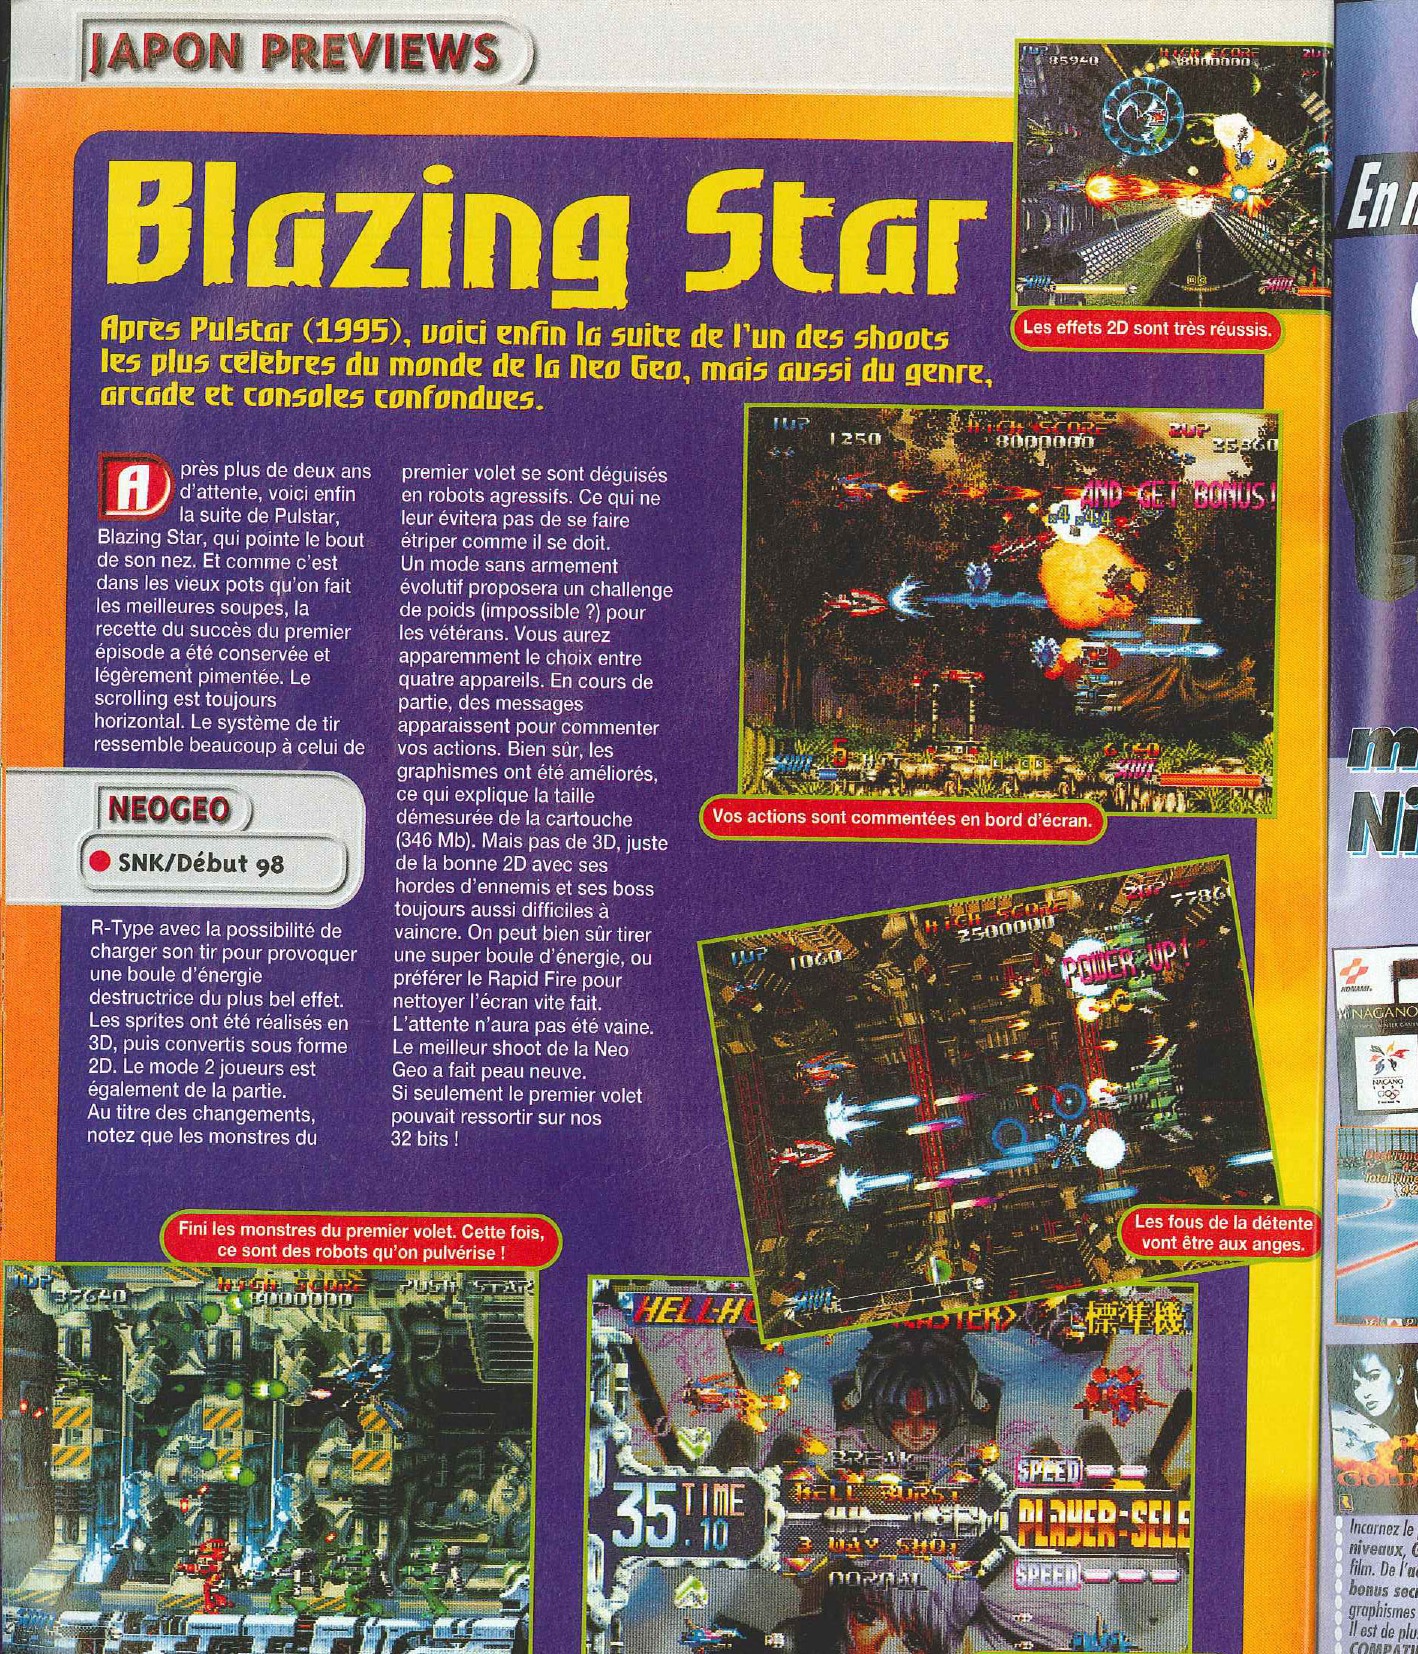 JAPON PREVIEWS
Blazing Star
Après Pulstar (1995), voici enfin la suite de l'un des shoots
les plus célèbres du monde de la Neo Geo, mais aussi du genre,
arcade et consoles confondues.
Après plus de deux ans
d'attente, voici enfin
la suite de Pulstar,
Blazing Star, qui pointe le bout
de son nez. Et comme c'est
dans les vieux pots qu'on fait
les meilleures soupes, la
recette du succès du premier
épisode a été conservée et
légèrement pimentée. Le
scrolling est toujours
horizontal. Le système de tir
ressemble beaucoup à celui de
NEOGEO
SNK/Début 98
R-Type avec la possibilité de
charger son tir pour provoquer
une boule d'énergie
destructrice du plus bel effet.
Les sprites ont été réalisés en
3D, puis convertis sous forme
2D. Le mode 2 joueurs est
également de la partie.
Au titre des changements,
notez que les monstres du
premier volet se sont déguisés
en robots agressifs. Ce qui ne
leur évitera pas de se faire
étriper comme il se doit.
Un mode sans armement
évolutif proposera un challenge
de poids (impossible ?) pour
les vétérans. Vous aurez
apparemment le choix entre
quatre appareils. En cours de
partie, des messages
apparaissent pour commenter
vos actions. Bien sûr, les
graphismes ont été améliorés,
ce qui explique la taille
démesurée de la cartouche
(346 Mb). Mais pas de 3D, juste
de la bonne 2D avec ses
hordes d'ennemis et ses boss
toujours aussi difficiles à
vaincre. On peut bien sûr tirer
une super boule d'énergie, ou
préférer le Rapid Fire pour
nettoyer l'écran vite fait.
L'attente n'aura pas été vaine.
Le meilleur shoot de la Neo
Geo a fait peau neuve.
Si seulement le premier volet
pouvait ressortir sur nos
32 bits !
1UP HIGH SCORE 2U
85940 8000000
Les effets 2D sont très réussis.
1UP HIGH SCORE 2UP
1250 8000000 25860
AND GET BONUS!
Vos actions sont commentées en bord d'écran.
1UP HIGH SCORE 2UP
1060 2500000 77860
POWER UP!
Les fous de la détente
vont être aux anges.
Fini les monstres du premier volet. Cette fois,
ce sont des robots qu'on pulvérise !
1UP HIGH SCORE PUSH START
37640 8000000
HELL-H
ASTER> 標準機
BREAK
HELL BURST
3 WAY SHOT
NORMAL
35 TIME
.10
SPEED
PLAYER:SELE
SPEED
En
Ni
KONAMI
NAGANO
NAGANO
1998
Incarnez le
niveaux,
film. De l'a
bonus sec
graphismes
Il est de plu
COMPATI